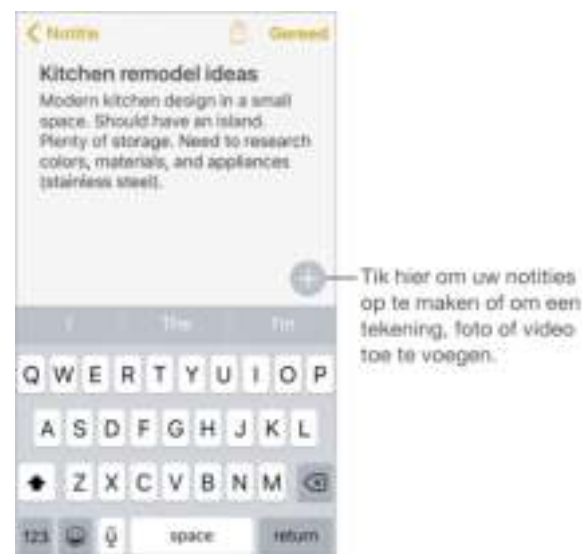 Notities Gereed
Kitchen remodel ideas
Modern kitchen design in a small
space. Should have an island.
Plenty of storage. Need to research
colors, materials, and appliances
(stainless steel).
Tik hier om uw notities
op te maken of om een
tekening, foto of video
toe te voegen.
I The I'm
Q W E R T Y U I O P
A S D F G H J K L
Z X C V B N M
123 space return